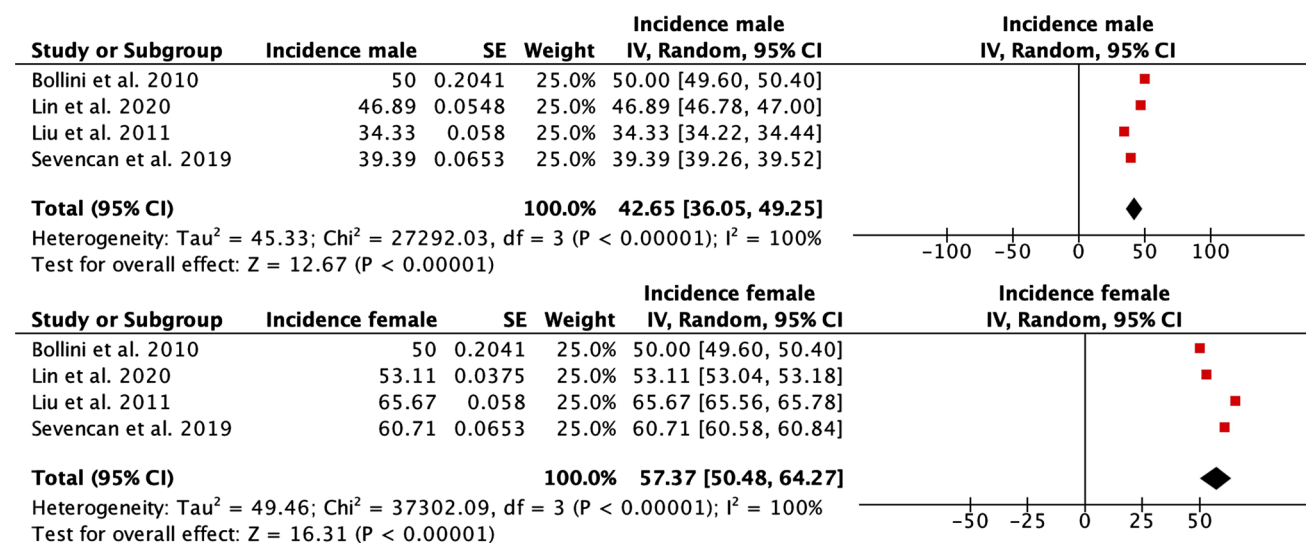 Incidence male Incidence male
Study or Subgroup Incidence male SE Weight IV, Random, 95% CI IV, Random, 95% CI
Bollini et al. 2010 50 0.2041 25.0% 50.00 [49.60, 50.40]
Lin et al. 2020 46.89 0.0548 25.0% 46.89 [46.78, 47.00]
Liu et al. 2011 34.33 0.058 25.0% 34.33 [34.22, 34.44]
Sevencan et al. 2019 39.39 0.0653 25.0% 39.39 [39.26, 39.52]
Total (95% CI) 100.0% 42.65 [36.05, 49.25]
Heterogeneity: Tau² = 45.33; Chi² = 27292.03, df = 3 (P < 0.00001); I² = 100%
-100 -50 0 50 100
Test for overall effect: Z = 12.67 (P < 0.00001)
Incidence female Incidence female
Study or Subgroup Incidence female SE Weight IV, Random, 95% CI IV, Random, 95% CI
Bollini et al. 2010 50 0.2041 25.0% 50.00 [49.60, 50.40]
Lin et al. 2020 53.11 0.0375 25.0% 53.11 [53.04, 53.18]
Liu et al. 2011 65.67 0.058 25.0% 65.67 [65.56, 65.78]
Sevencan et al. 2019 60.71 0.0653 25.0% 60.71 [60.58, 60.84]
Total (95% CI) 100.0% 57.37 [50.48, 64.27]
Heterogeneity: Tau² = 49.46; Chi² = 37302.09, df = 3 (P < 0.00001); I² = 100%
-50 -25 0 25 50
Test for overall effect: Z = 16.31 (P < 0.00001)